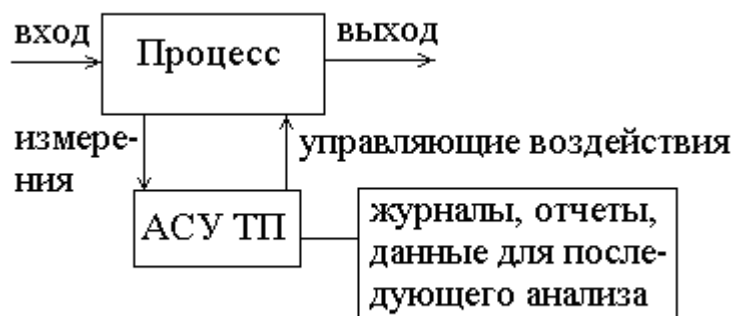 вход
Процесс
выход
измере-
ния
управляющие воздействия
АСУ ТП
журналы, отчеты,
данные для после-
дующего анализа